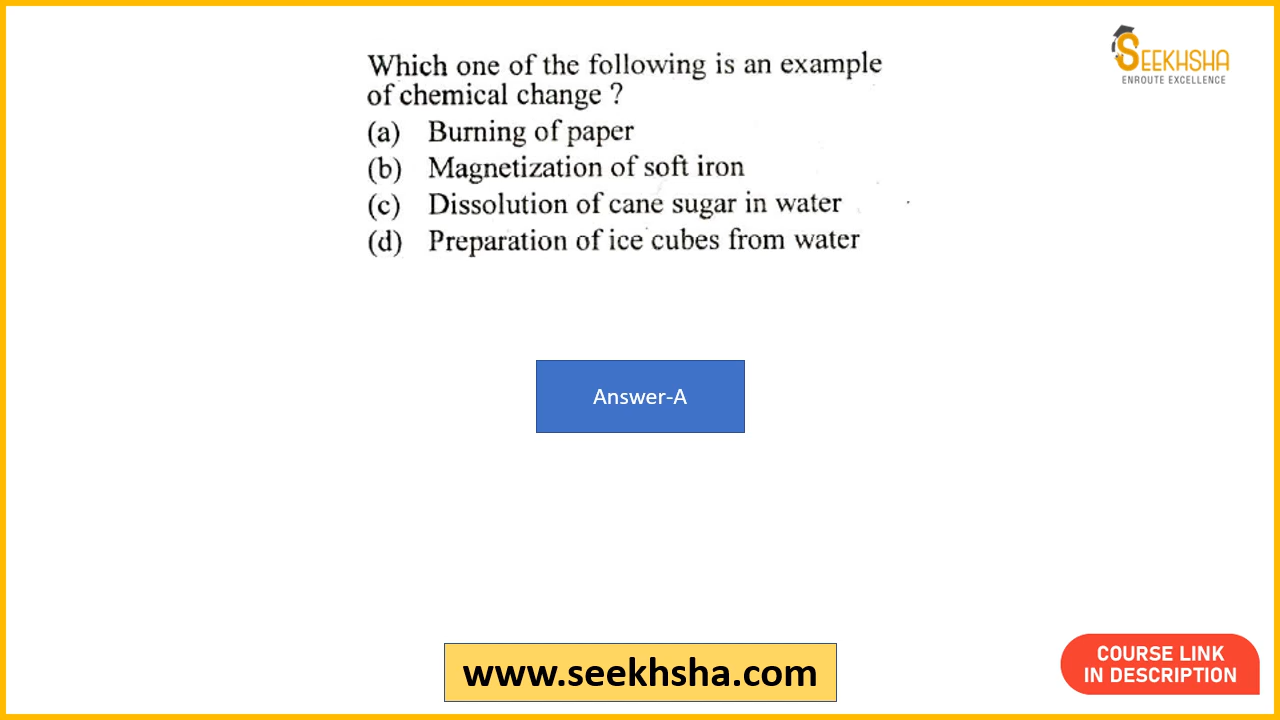 SEEKHSHA
ENROUTE EXCELLENCE
Which one of the following is an example
of chemical change ?
(a) Burning of paper
(b) Magnetization of soft iron
(c) Dissolution of cane sugar in water
(d) Preparation of ice cubes from water
Answer-A
www.seekhsha.com
COURSE LINK
IN DESCRIPTION